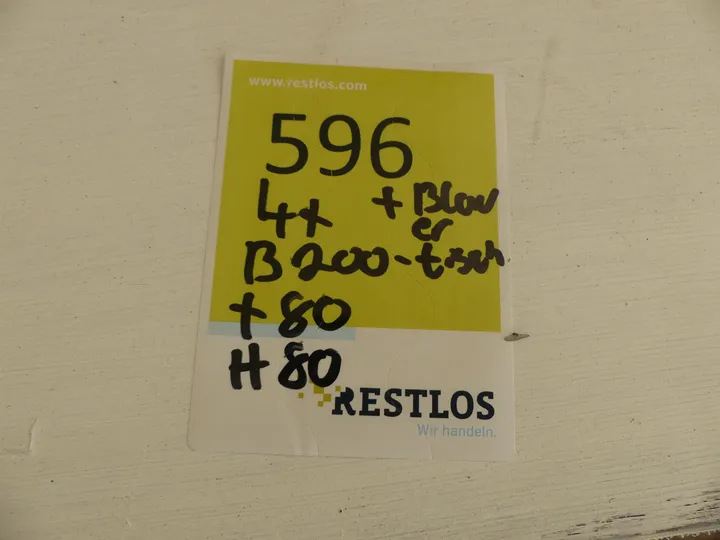 www.restlos.com
596
4x + Blau
er
B 200 - tisch
+ 80
H 80
RESTLOS
Wir handeln.